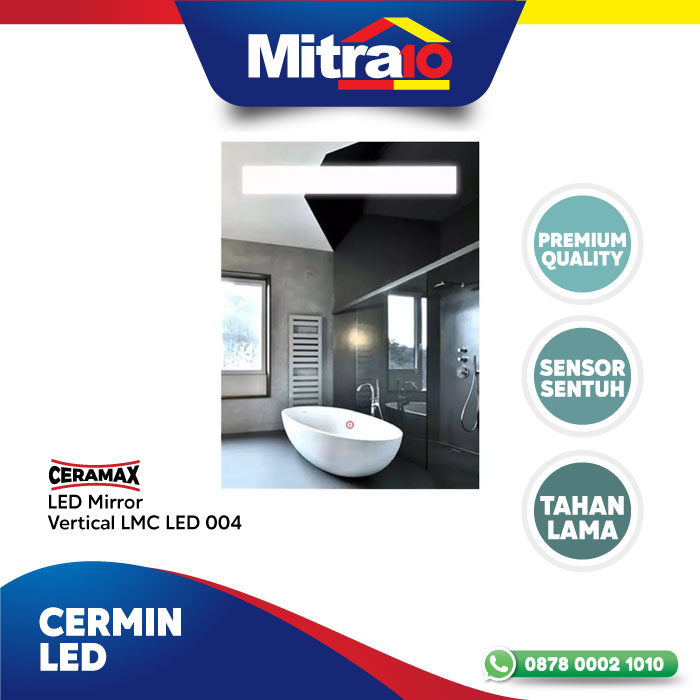 Mitra10
PREMIUM
QUALITY
SENSOR
SENTUH
CERAMAX
LED Mirror
Vertical LMC LED 004
TAHAN
LAMA
CERMIN
LED
0878 0002 1010